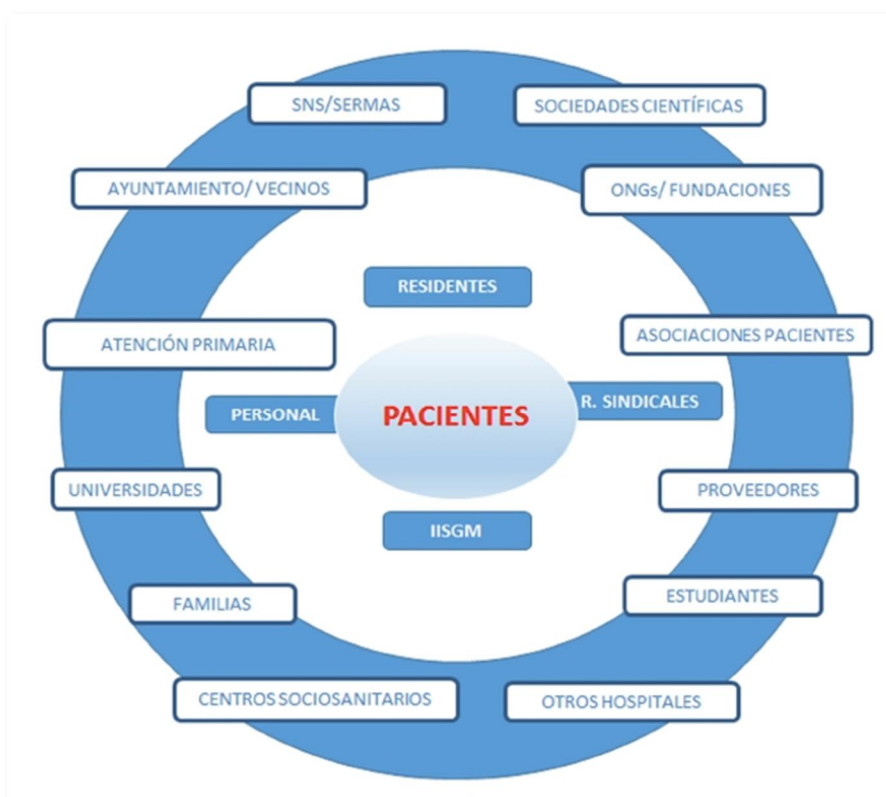 SNS/SERMAS
SOCIEDADES CIENTÍFICAS
AYUNTAMIENTO/ VECINOS
ONGs/ FUNDACIONES
RESIDENTES
ATENCIÓN PRIMARIA
ASOCIACIONES PACIENTES
PERSONAL
PACIENTES
R. SINDICALES
UNIVERSIDADES
PROVEEDORES
IISGM
FAMILIAS
ESTUDIANTES
CENTROS SOCIOSANITARIOS
OTROS HOSPITALES